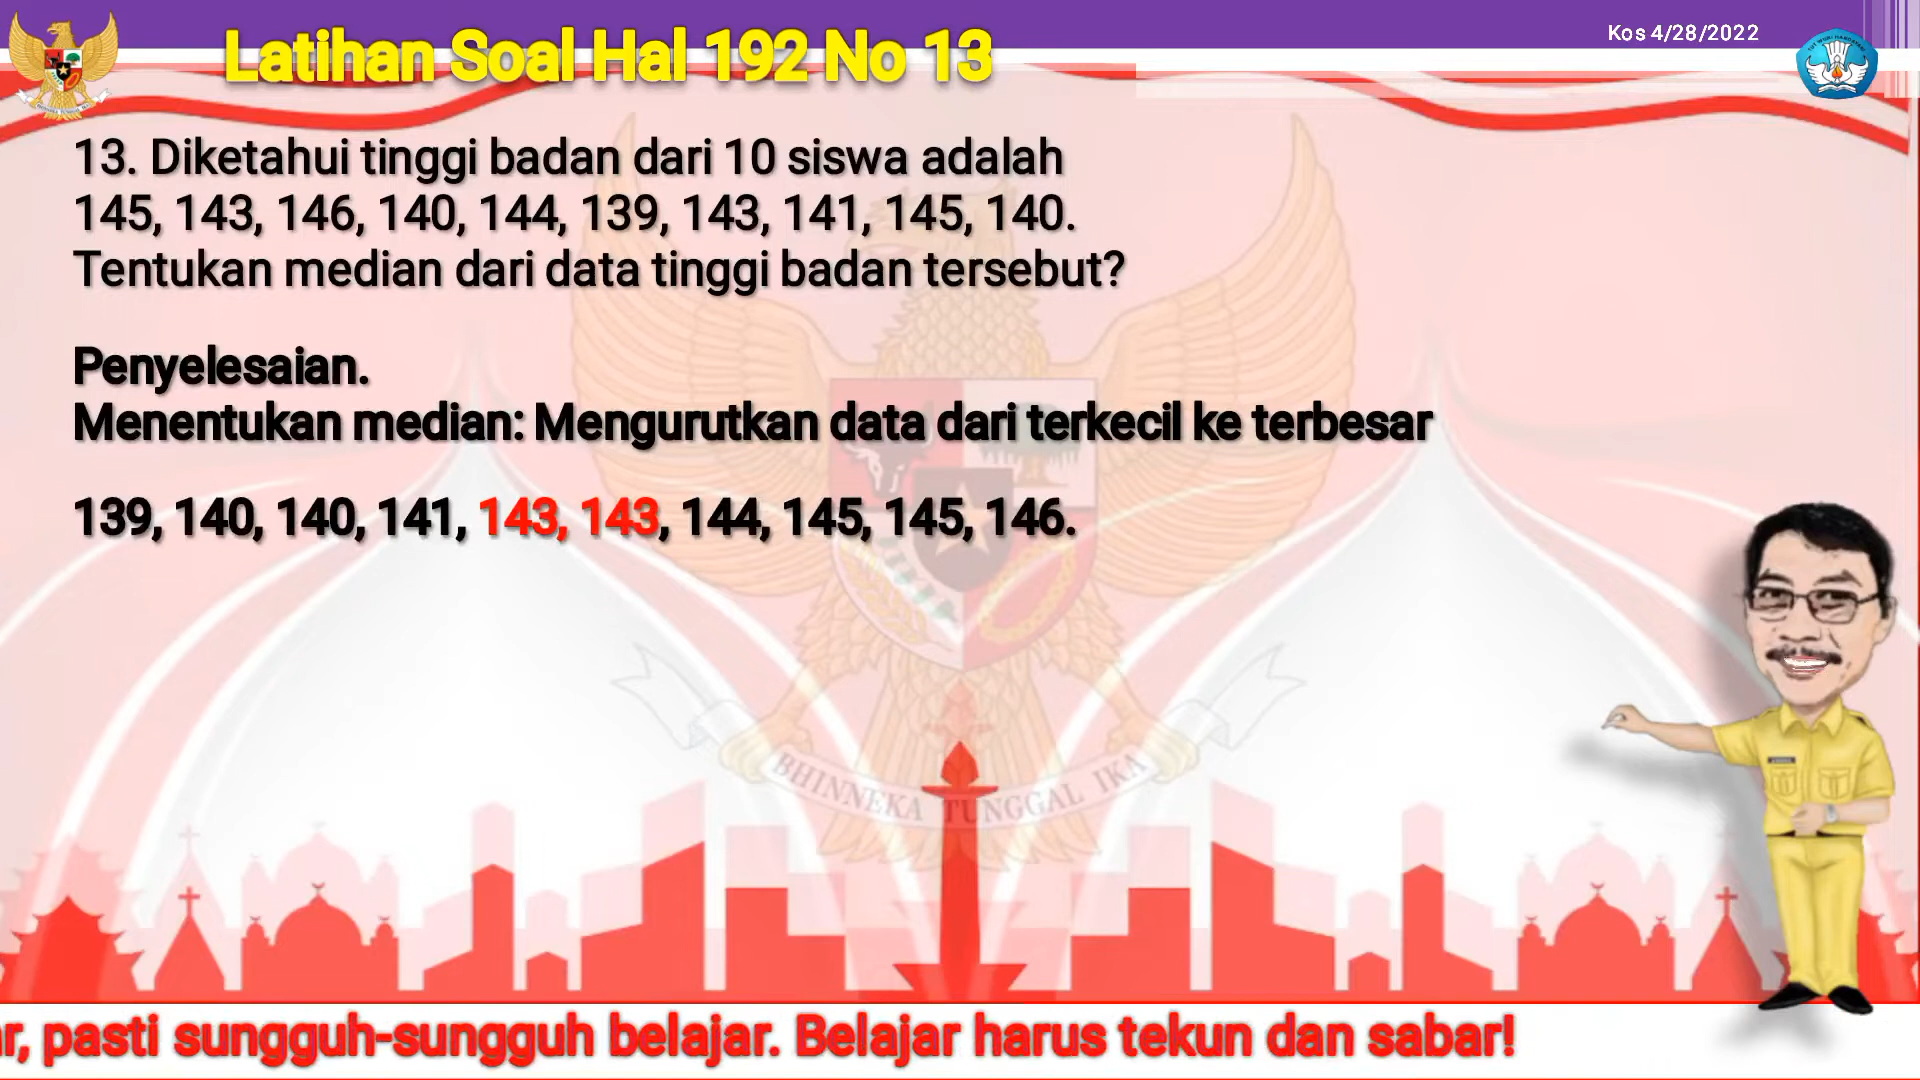 Kos 4/28/2022
Latihan Soal Hal 192 No 13
13. Diketahui tinggi badan dari 10 siswa adalah
145, 143, 146, 140, 144, 139, 143, 141, 145, 140.
Tentukan median dari data tinggi badan tersebut?
Penyelesaian.
Menentukan median: Mengurutkan data dari terkecil ke terbesar
139, 140, 140, 141, 143, 143, 144, 145, 145, 146.
BHINNEKA TUNGGAL IKA
r, pasti sungguh-sungguh belajar. Belajar harus tekun dan sabar!